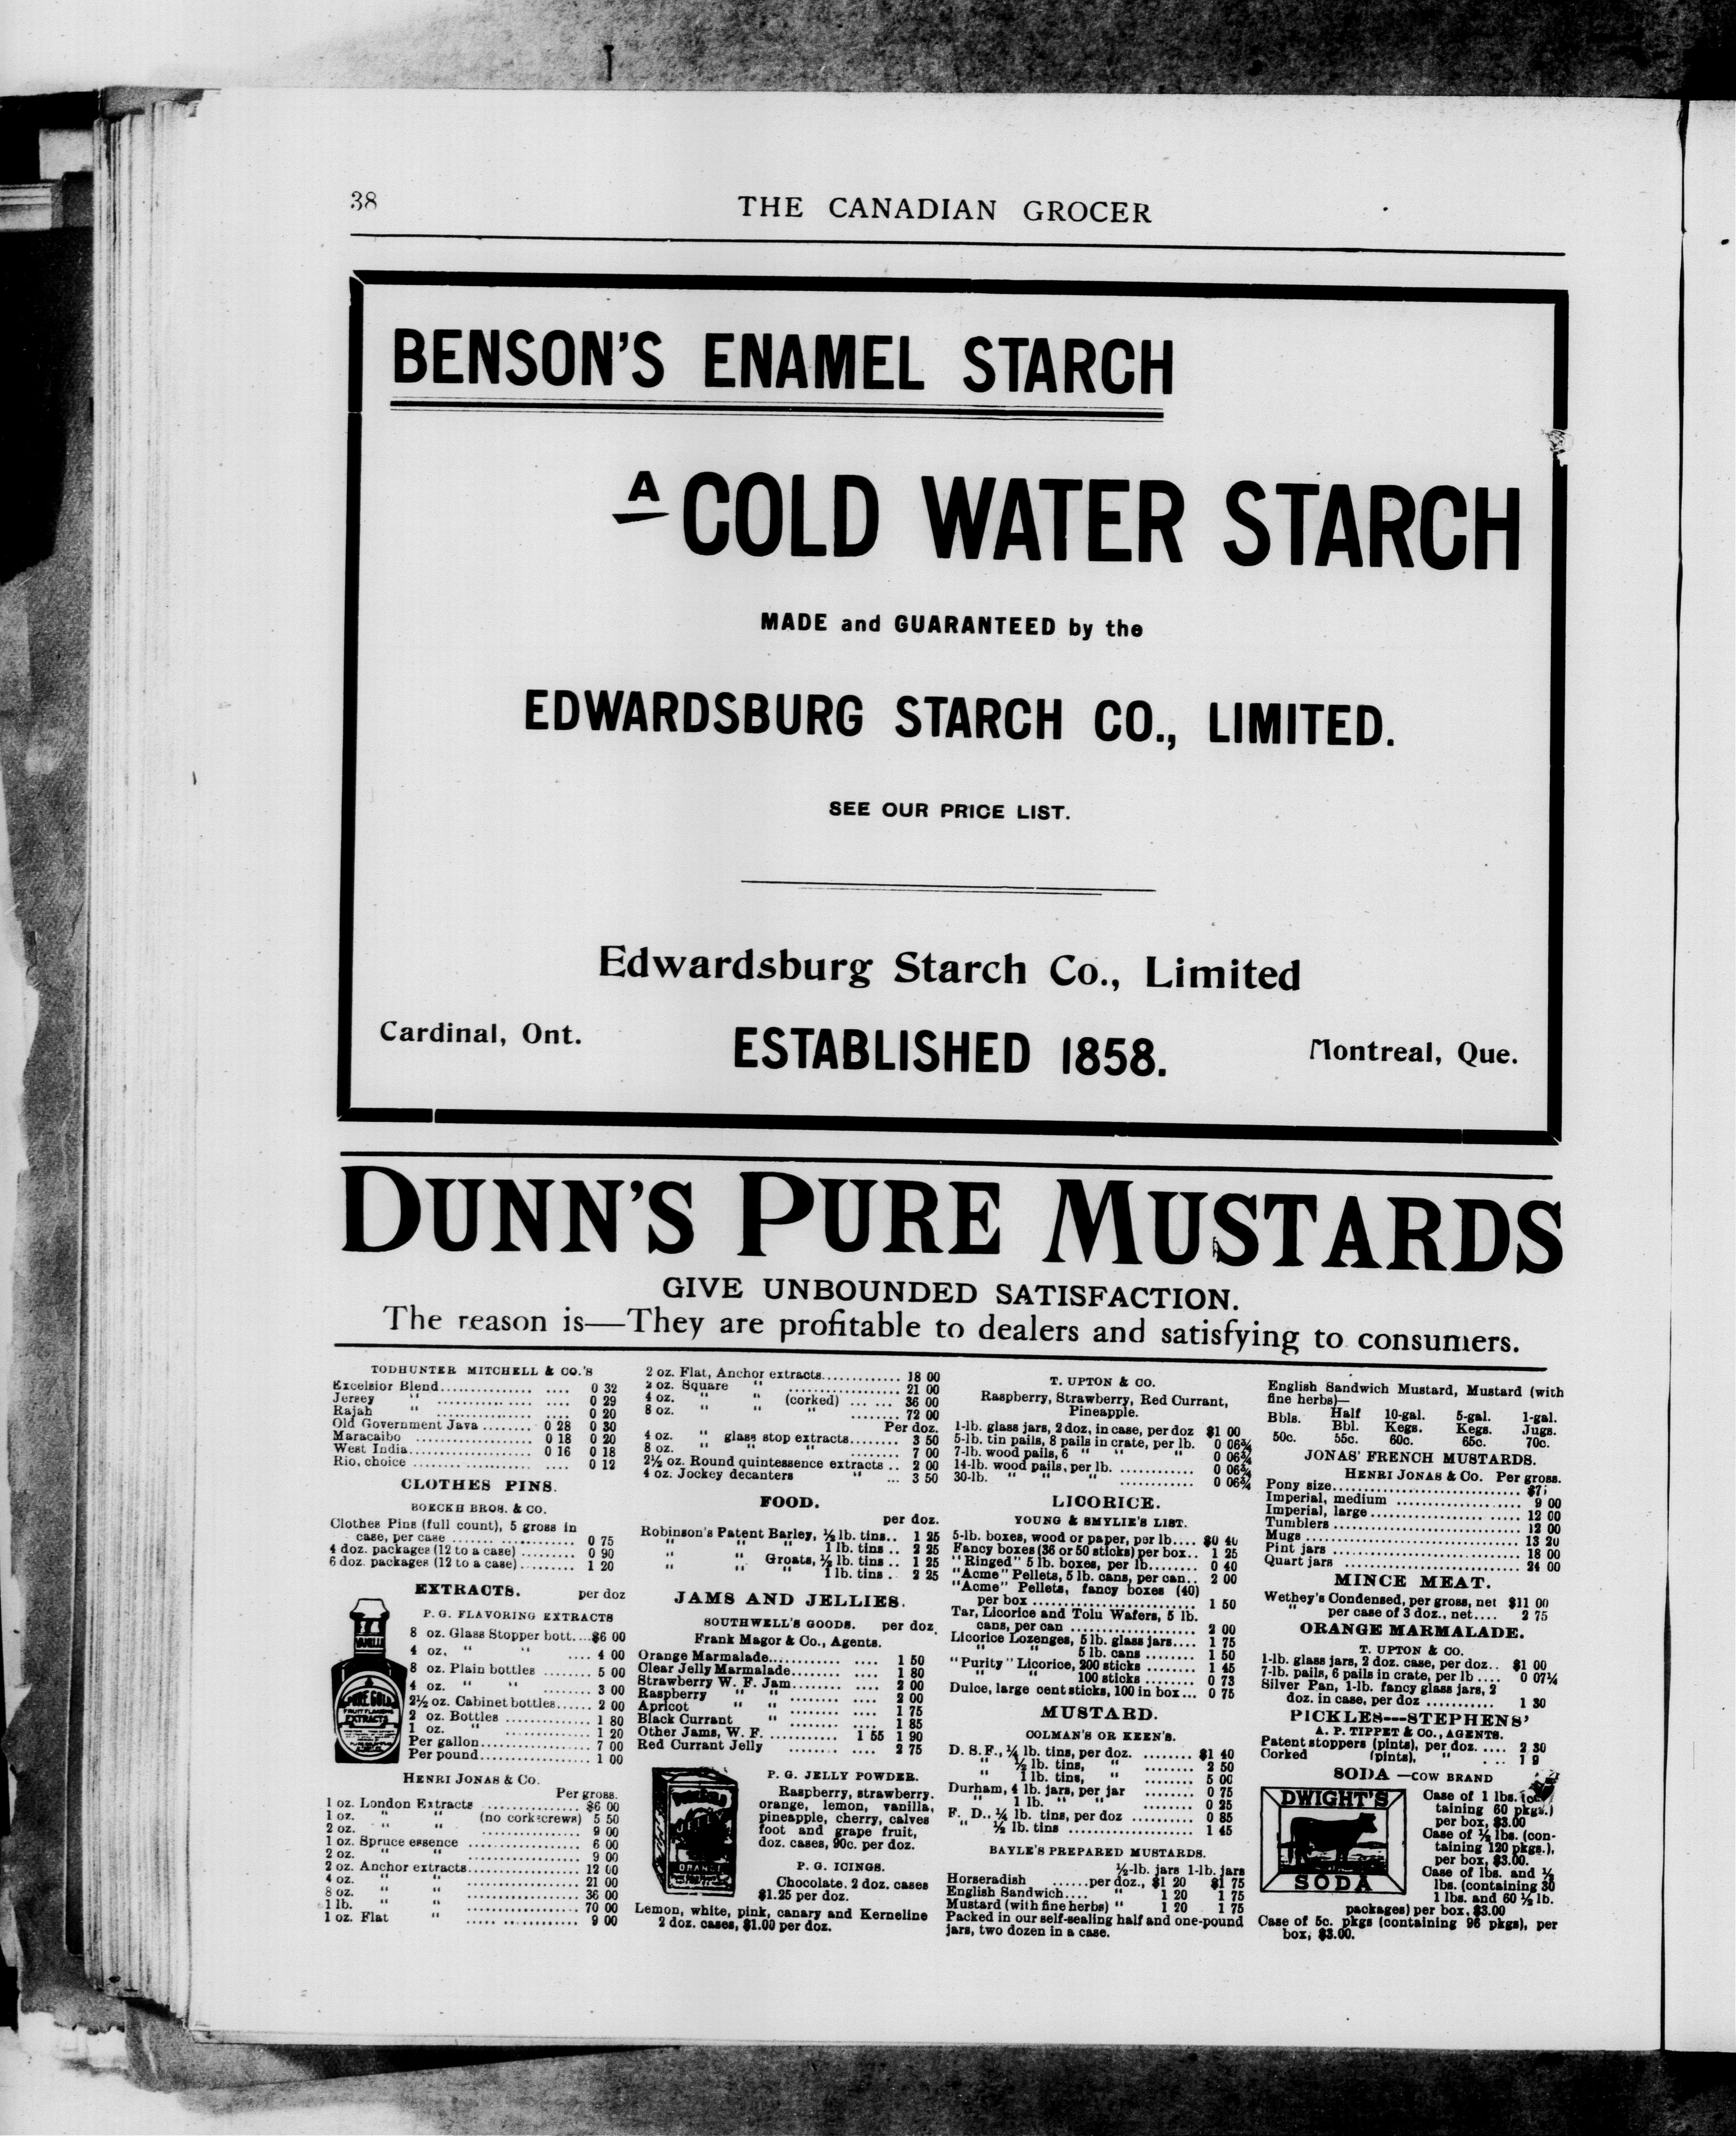 38
THE CANADIAN GROCER
BENSON'S ENAMEL STARCH
A COLD WATER STARCH
MADE and GUARANTEED by the
EDWARDSBURG STARCH CO., LIMITED.
SEE OUR PRICE LIST.
Edwardsburg Starch Co., Limited
Cardinal, Ont.
ESTABLISHED 1858.
Montreal, Que.
DUNN'S PURE MUSTARDS
GIVE UNBOUNDED SATISFACTION.
The reason is—They are profitable to dealers and satisfying to consumers.
TODHUNTER MITCHELL & CO.'S
Excelsior Blend................ .... 0 32
Jersey " ................ .... 0 29
Rajah " ................ .... 0 20
Old Government Java ........ 0 28 0 30
Maracaibo .................... 0 18 0 20
West India..................... 0 16 0 18
Rio, choice .................... .... 0 12
CLOTHES PINS.
BOECKH BROS. & CO.
Clothes Pins (full count), 5 gross in
case, per case ....... ........... 0 75
4 doz. packages (12 to a case) ......... 0 90
6 doz. packages (12 to a case) ......... 1 20
EXTRACTS. per doz
P. G. FLAVORING EXTRACTS
8 oz. Glass Stopper bott....$6 00
4 oz. " " .... 4 00
8 oz. Plain bottles ........ 5 00
4 oz. " " ........ 3 00
2½ oz. Cabinet bottles...... 2 00
2 oz. Bottles ............. 1 80
1 oz. " ............. 1 20
Per gallon................. 7 00
Per pound................. 1 00
VANILLA
PURE GOLD
FRUIT FLAVOR
EXTRACTS
HENRI JONAS & CO.
Per gross.
1 oz. London Extracts .............. $6 00
1 oz. " " (no corkscrews) 5 50
2 oz. " " .............. 9 00
1 oz. Spruce essence ................ 6 00
2 oz. " " ................ 9 00
2 oz. Anchor extracts................. 12 00
4 oz. " " ................. 21 00
8 oz. " " ................. 36 00
1 lb. " " ................. 70 00
1 oz. Flat " ................. 9 00
2 oz. Flat, Anchor extracts............. 18 00
2 oz. Square " ............. 21 00
4 oz. " " (corked) ... ... 36 00
8 oz. " " " ........ 72 00
Per doz.
4 oz. " glass stop extracts........ 3 50
8 oz. " " " ........ 7 00
2½ oz. Round quintessence extracts .. 2 00
4 oz. Jockey decanters " ... 3 50
FOOD.
per doz.
Robinson's Patent Barley, ½ lb. tins.. 1 25
" " " 1 lb. tins .. 2 25
" " Groats, ½ lb. tins .. 1 25
" " " 1 lb. tins .. 2 25
JAMS AND JELLIES.
SOUTHWELL'S GOODS. per doz.
Frank Magor & Co., Agents.
Orange Marmalade............ .... 1 50
Clear Jelly Marmalade........ .... 1 80
Strawberry W. F. Jam........ .... 2 00
Raspberry " " ........ .... 2 00
Apricot " " ........ .... 1 75
Black Currant " ........ .... 1 85
Other Jams, W. F. ............ 1 55 1 90
Red Currant Jelly ........ .... 2 75
P. G. JELLY POWDER.
Raspberry, strawberry.
orange, lemon, vanilla,
pineapple, cherry, calves
foot and grape fruit,
doz. cases, 90c. per doz.
PURE GOLD
ORANGE
P. G. ICINGS.
Chocolate. 2 doz. cases
$1.25 per doz.
Lemon, white, pink, canary and Kerneline
2 doz. cases, $1.00 per doz.
T. UPTON & CO.
Raspberry, Strawberry, Red Currant,
Pineapple.
1-lb. glass jars, 2 doz, in case, per doz $1 00
5-lb. tin pails, 8 pails in crate, per lb. 0 06¾
7-lb. wood pails, 6 " " " 0 06¾
14-lb. wood pails, per lb. ............. 0 06¾
30-lb. " " " ............. 0 06¾
LICORICE.
YOUNG & SMYLIE'S LIST.
5-lb. boxes, wood or paper, per lb.... $0 40
Fancy boxes (36 or 50 sticks) per box.. 1 25
"Ringed" 5 lb. boxes, per lb......... 0 40
"Acme" Pellets, 5 lb. cans, per can.. 2 00
"Acme" Pellets, fancy boxes (40)
per box .......................... 1 50
Tar, Licorice and Tolu Wafers, 5 lb.
cans, per can .................... 2 00
Licorice Lozenges, 5 lb. glass jars.... 1 75
" " 5 lb. cans ........ 1 50
"Purity" Licorice, 200 sticks ........ 1 45
" " 100 sticks ........ 0 73
Dulce, large cent sticks, 100 in box... 0 75
MUSTARD.
COLMAN'S OR KEEN'S.
D. S. F., ¼ lb. tins, per doz. ........ $1 40
" ½ lb. tins, " ........ 2 50
" 1 lb. tins, " ........ 5 00
Durham, 4 lb. jars, per jar ........ 0 75
" 1 lb. " " ........ 0 25
F. D., ¼ lb. tins, per doz ........... 0 85
" ½ lb. tins .................... 1 45
BAYLE'S PREPARED MUSTARDS.
½-lb. jars 1-lb. jars
Horseradish ......per doz., $1 20 $1 75
English Sandwich.... " 1 20 1 75
Mustard (with fine herbs) " 1 20 1 75
Packed in our self-sealing half and one-pound
jars, two dozen in a case.
English Sandwich Mustard, Mustard (with
fine herbs)—
Bbls. Half 10-gal. 5-gal. 1-gal.
Bbl. Kegs. Kegs. Jugs.
50c. 55c. 60c. 65c. 70c.
JONAS' FRENCH MUSTARDS.
HENRI JONAS & CO. Per gross.
Pony size............................
Imperial, medium ................... 9 00
Imperial, large........................ 12 00
Tumblers ............................. 12 00
Mugs .................................. 13 20
Pint jars .............................. 18 00
Quart jars ............................ 24 00
MINCE MEAT.
Wethey's Condensed, per gross, net $11 00
" per case of 3 doz., net.... 2 75
ORANGE MARMALADE.
T. UPTON & CO.
1-lb. glass jars, 2 doz. case, per doz.. $1 00
7-lb. pails, 6 pails in crate, per lb ... 0 07¼
Silver Pan, 1-lb. fancy glass jars, 2
doz. in case, per doz ........... 1 30
PICKLES---STEPHENS'
A. P. TIPPET & CO., AGENTS.
Patent stoppers (pints), per doz. .... 2 30
Corked (pints), " ....
SODA —COW BRAND
DWIGHT'S
SODA
Case of 1 lbs. (con-
taining 60 pkgs.)
per box, $3.00
Case of ½ lbs. (con-
taining 120 pkgs.),
per box, $3.00.
Case of lbs. and ½
lbs. (containing 30
1 lbs. and 60 ½ lb.
packages) per box, $3.00
Case of 5c. pkgs (containing 96 pkgs), per
box, $3.00.